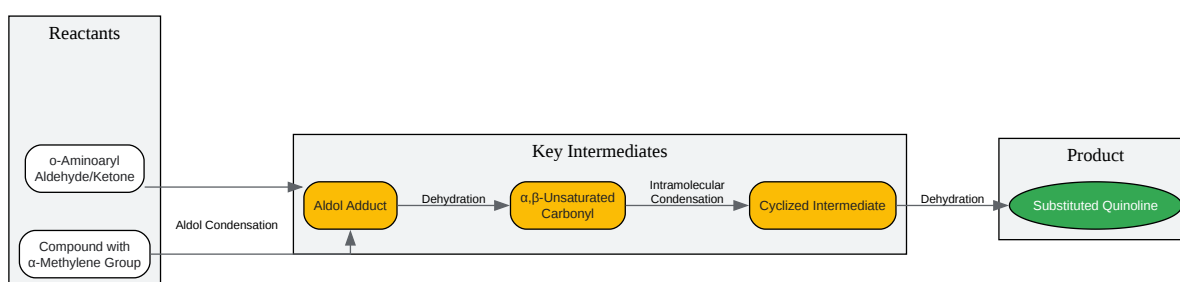 Reactants
o-Aminoaryl
Aldehyde/Ketone
Compound with
α-Methylene Group
Aldol Condensation
Key Intermediates
Aldol Adduct
Dehydration
α,β-Unsaturated
Carbonyl
Intramolecular
Condensation
Cyclized Intermediate
Dehydration
Product
Substituted Quinoline